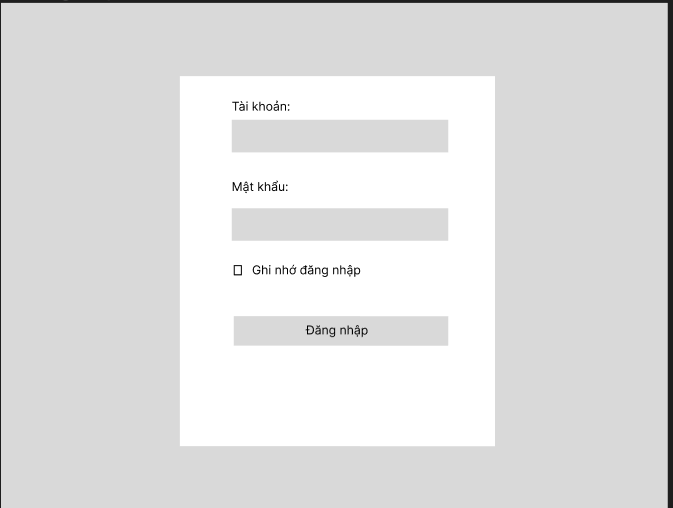 Tài khoản:
Mật khẩu:
Ghi nhớ đăng nhập
Đăng nhập